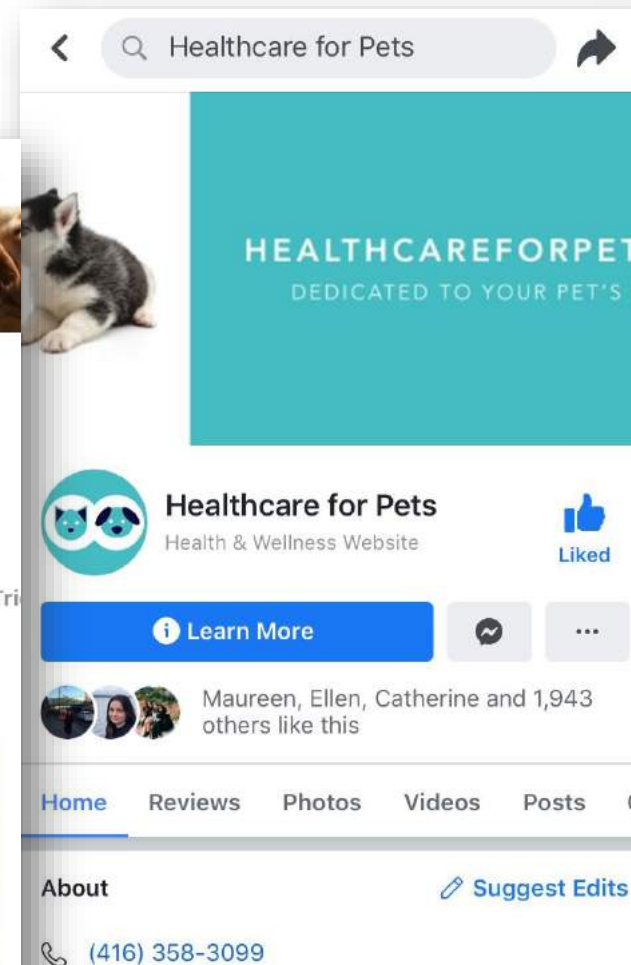 Healthcare for Pets
HEALTHCAREFORPET
DEDICATED TO YOUR PET'S
Healthcare for Pets
Health & Wellness Website
Liked
Learn More
Maureen, Ellen, Catherine and 1,943
others like this
Home Reviews Photos Videos Posts
About Suggest Edits
(416) 358-3099